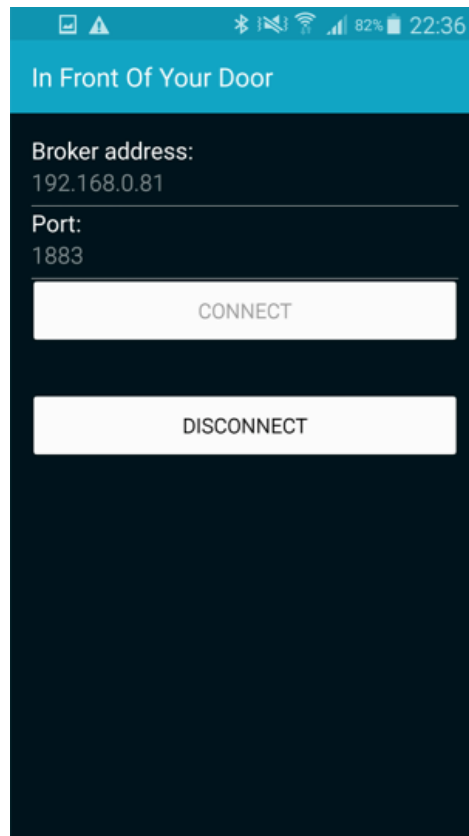 82% 22:36
In Front Of Your Door
Broker address:
192.168.0.81
Port:
1883
CONNECT
DISCONNECT